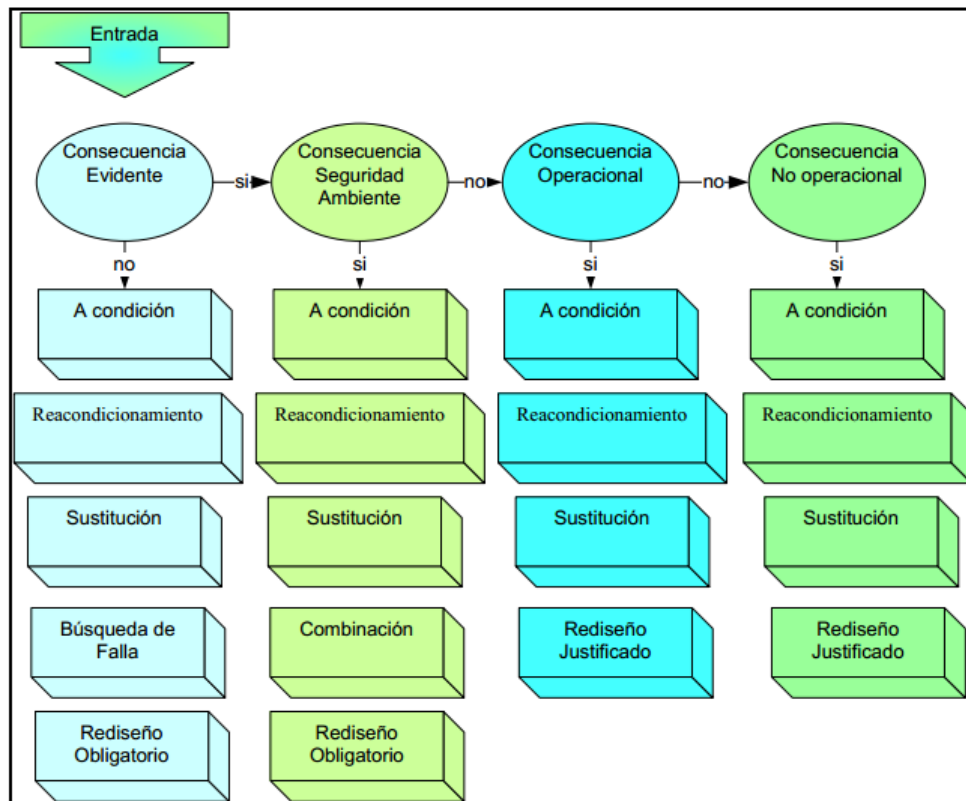 Entrada
Consecuencia
Evidente
si
Consecuencia
Seguridad
Ambiente
no
Consecuencia
Operacional
no
Consecuencia
No operacional
no
si
si
si
A condición
A condición
A condición
A condición
Reacondicionamiento
Reacondicionamiento
Reacondicionamiento
Reacondicionamiento
Sustitución
Sustitución
Sustitución
Sustitución
Búsqueda de
Falla
Combinación
Rediseño
Justificado
Rediseño
Justificado
Rediseño
Obligatorio
Rediseño
Obligatorio